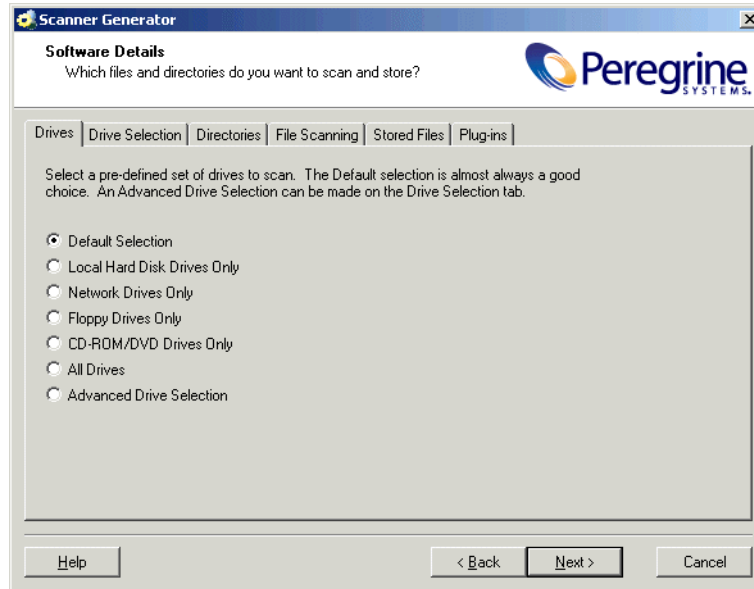 Scanner Generator
Software Details
Which files and directories do you want to scan and store?
Peregrine
SYSTEMS.
Drives
Drive Selection
Directories
File Scanning
Stored Files
Plug-ins
Select a pre-defined set of drives to scan. The Default selection is almost always a good
choice. An Advanced Drive Selection can be made on the Drive Selection tab.
Default Selection
Local Hard Disk Drives Only
Network Drives Only
Floppy Drives Only
CD-ROM/DVD Drives Only
All Drives
Advanced Drive Selection
Help
< Back
Next >
Cancel